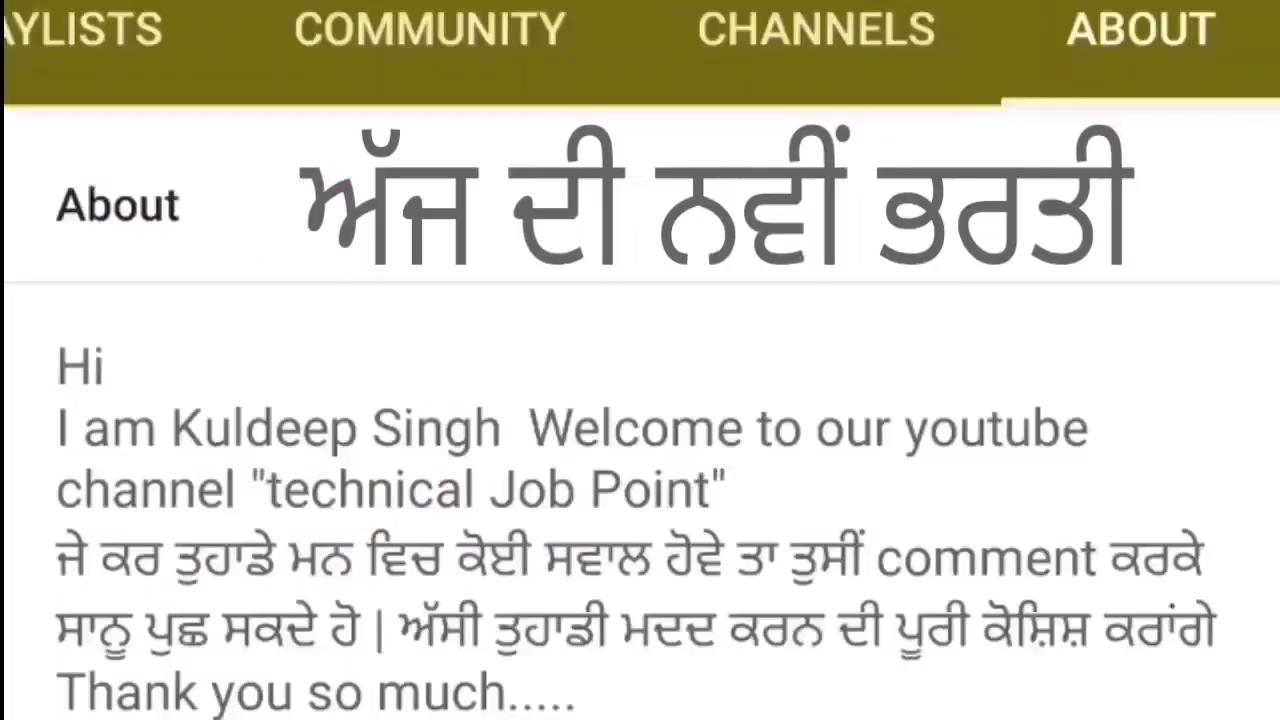 AYLISTS COMMUNITY CHANNELS ABOUT
About ਅੱਜ ਦੀ ਨਵੀਂ ਭਰਤੀ
Hi
I am Kuldeep Singh Welcome to our youtube
channel "technical Job Point"
ਜੇ ਕਰ ਤੁਹਾਡੇ ਮਨ ਵਿਚ ਕੋਈ ਸਵਾਲ ਹੋਵੇ ਤਾ ਤੁਸੀਂ comment ਕਰਕੇ
ਸਾਨੂ ਪੁਛ ਸਕਦੇ ਹੋ | ਅੱਸੀ ਤੁਹਾਡੀ ਮਦਦ ਕਰਨ ਦੀ ਪੂਰੀ ਕੋਸ਼ਿਸ਼ ਕਰਾਂਗੇ
Thank you so much.....